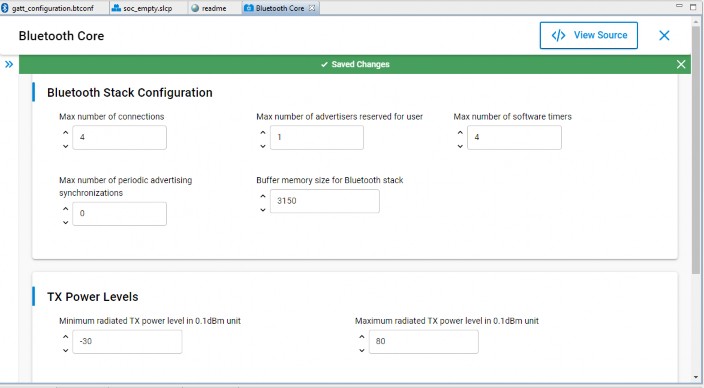 gatt_configuration.btconf soc_empty.slcp readme Bluetooth Core
Bluetooth Core
View Source
Saved Changes
Bluetooth Stack Configuration
Max number of connections Max number of advertisers reserved for user Max number of software timers
4 1 4
Max number of periodic advertising Buffer memory size for Bluetooth stack
synchronizations
0 3150
TX Power Levels
Minimum radiated TX power level in 0.1dBm unit Maximum radiated TX power level in 0.1dBm unit
-30 80